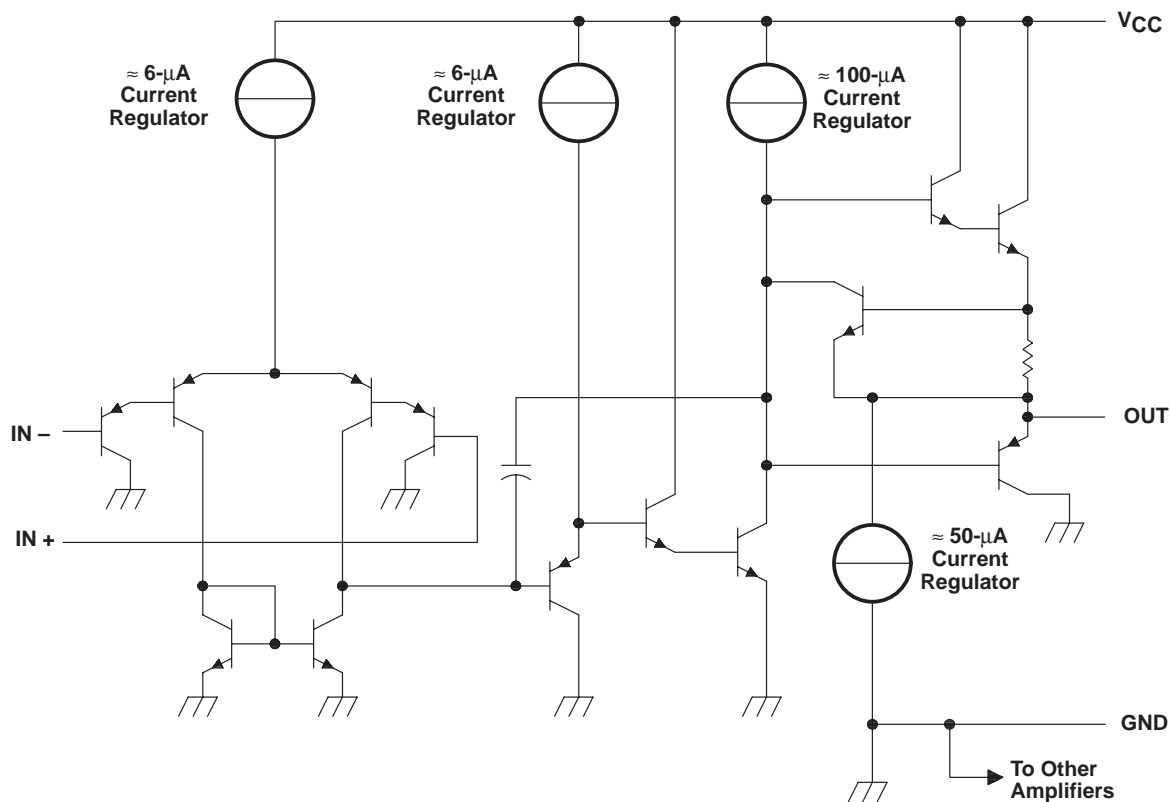 VCC
≈ 6-µA
Current
Regulator
≈ 6-µA
Current
Regulator
≈ 100-µA
Current
Regulator
IN –
OUT
IN +
≈ 50-µA
Current
Regulator
GND
To Other
Amplifiers